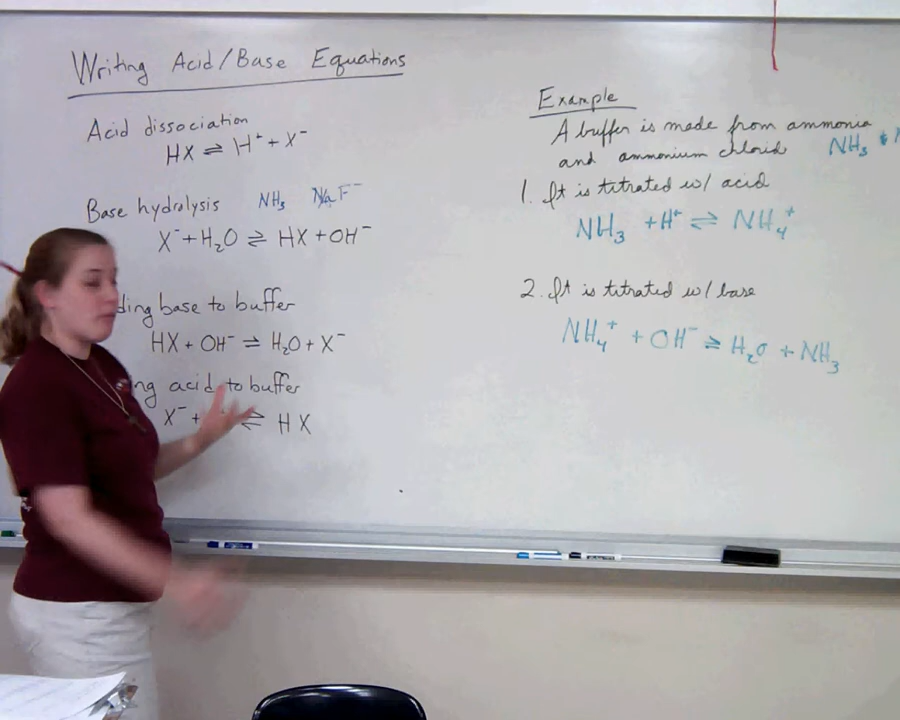 Writing Acid/Base Equations
Acid dissociation
HX ⇌ H⁺ + X⁻
Base hydrolysis NH₃ NaF⁻
X⁻ + H₂O ⇌ HX + OH⁻
ding base to buffer
HX + OH⁻ ⇌ H₂O + X⁻
ng acid to buffer
X⁻ + ⇌ HX
Example
A buffer is made from ammonia
and ammonium chlorid NH₃ +
1. It is titrated w/ acid
NH₃ + H⁺ ⇌ NH₄⁺
2. It is titrated w/ base
NH₄⁺ + OH⁻ ⇌ H₂O + NH₃